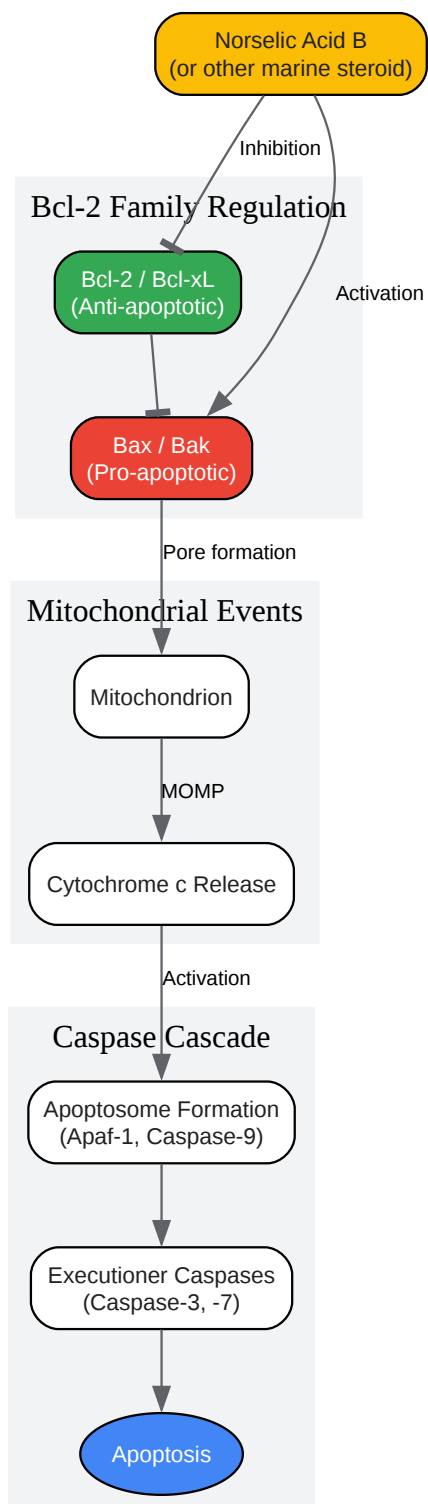 Norselic Acid B
(or other marine steroid)
Inhibition
Bcl-2 Family Regulation
Bcl-2 / Bcl-xL
(Anti-apoptotic)
Activation
Bax / Bak
(Pro-apoptotic)
Pore formation
Mitochondrial Events
Mitochondrion
MOMP
Cytochrome c Release
Activation
Caspase Cascade
Apoptosome Formation
(Apaf-1, Caspase-9)
Executioner Caspases
(Caspase-3, -7)
Apoptosis